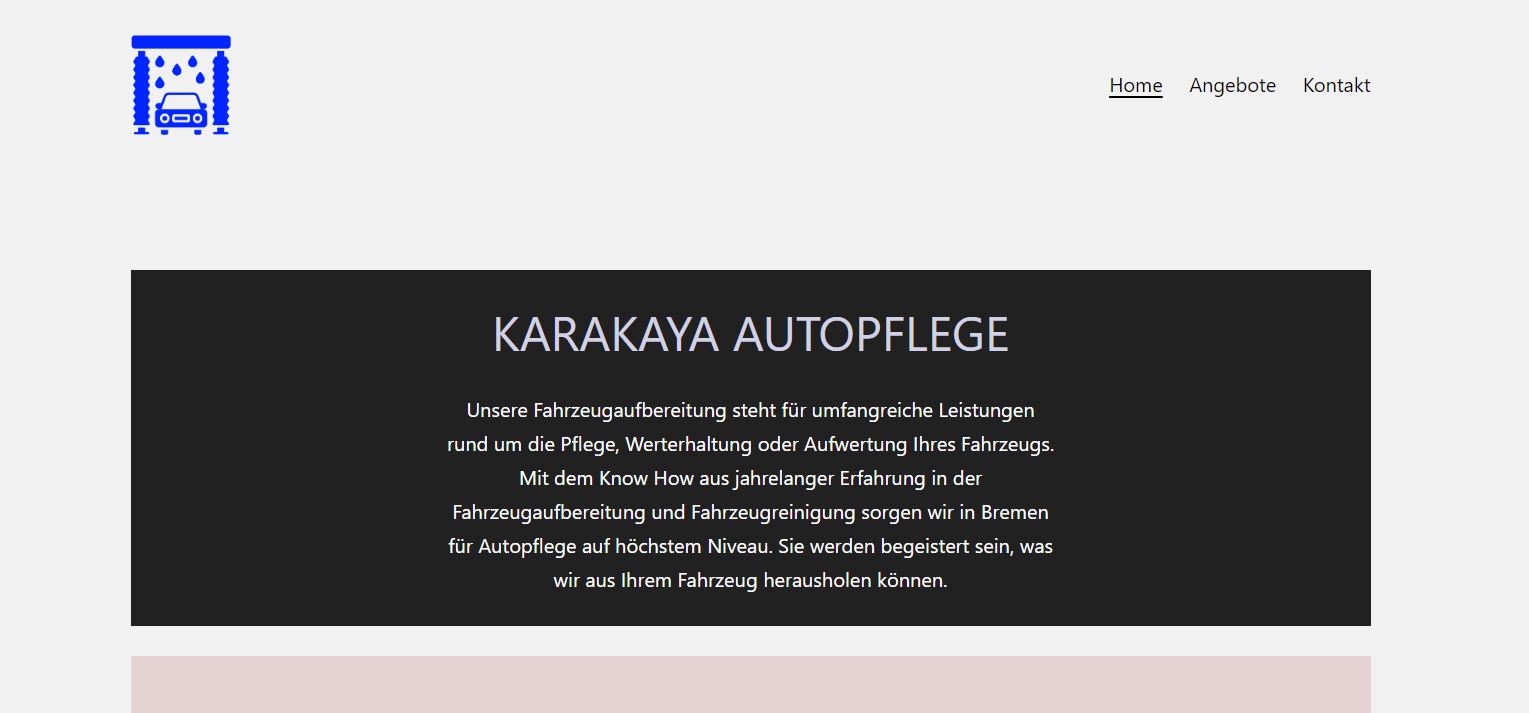 Home Angebote Kontakt
KARAKAYA AUTOPFLEGE
Unsere Fahrzeugaufbereitung steht für umfangreiche Leistungen
rund um die Pflege, Werterhaltung oder Aufwertung Ihres Fahrzeugs.
Mit dem Know How aus jahrelanger Erfahrung in der
Fahrzeugaufbereitung und Fahrzeugreinigung sorgen wir in Bremen
für Autopflege auf höchstem Niveau. Sie werden begeistert sein, was
wir aus Ihrem Fahrzeug herausholen können.